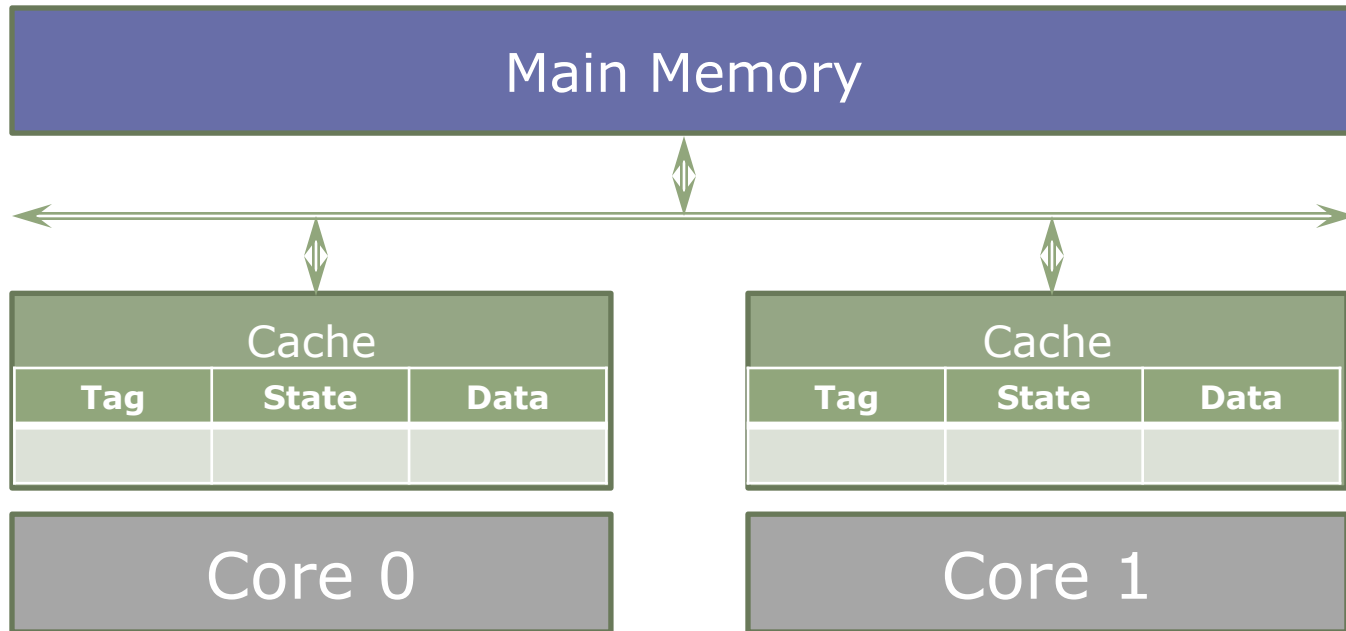 Main Memory
Cache
Tag State Data
Core 0
Cache
Tag State Data
Core 1